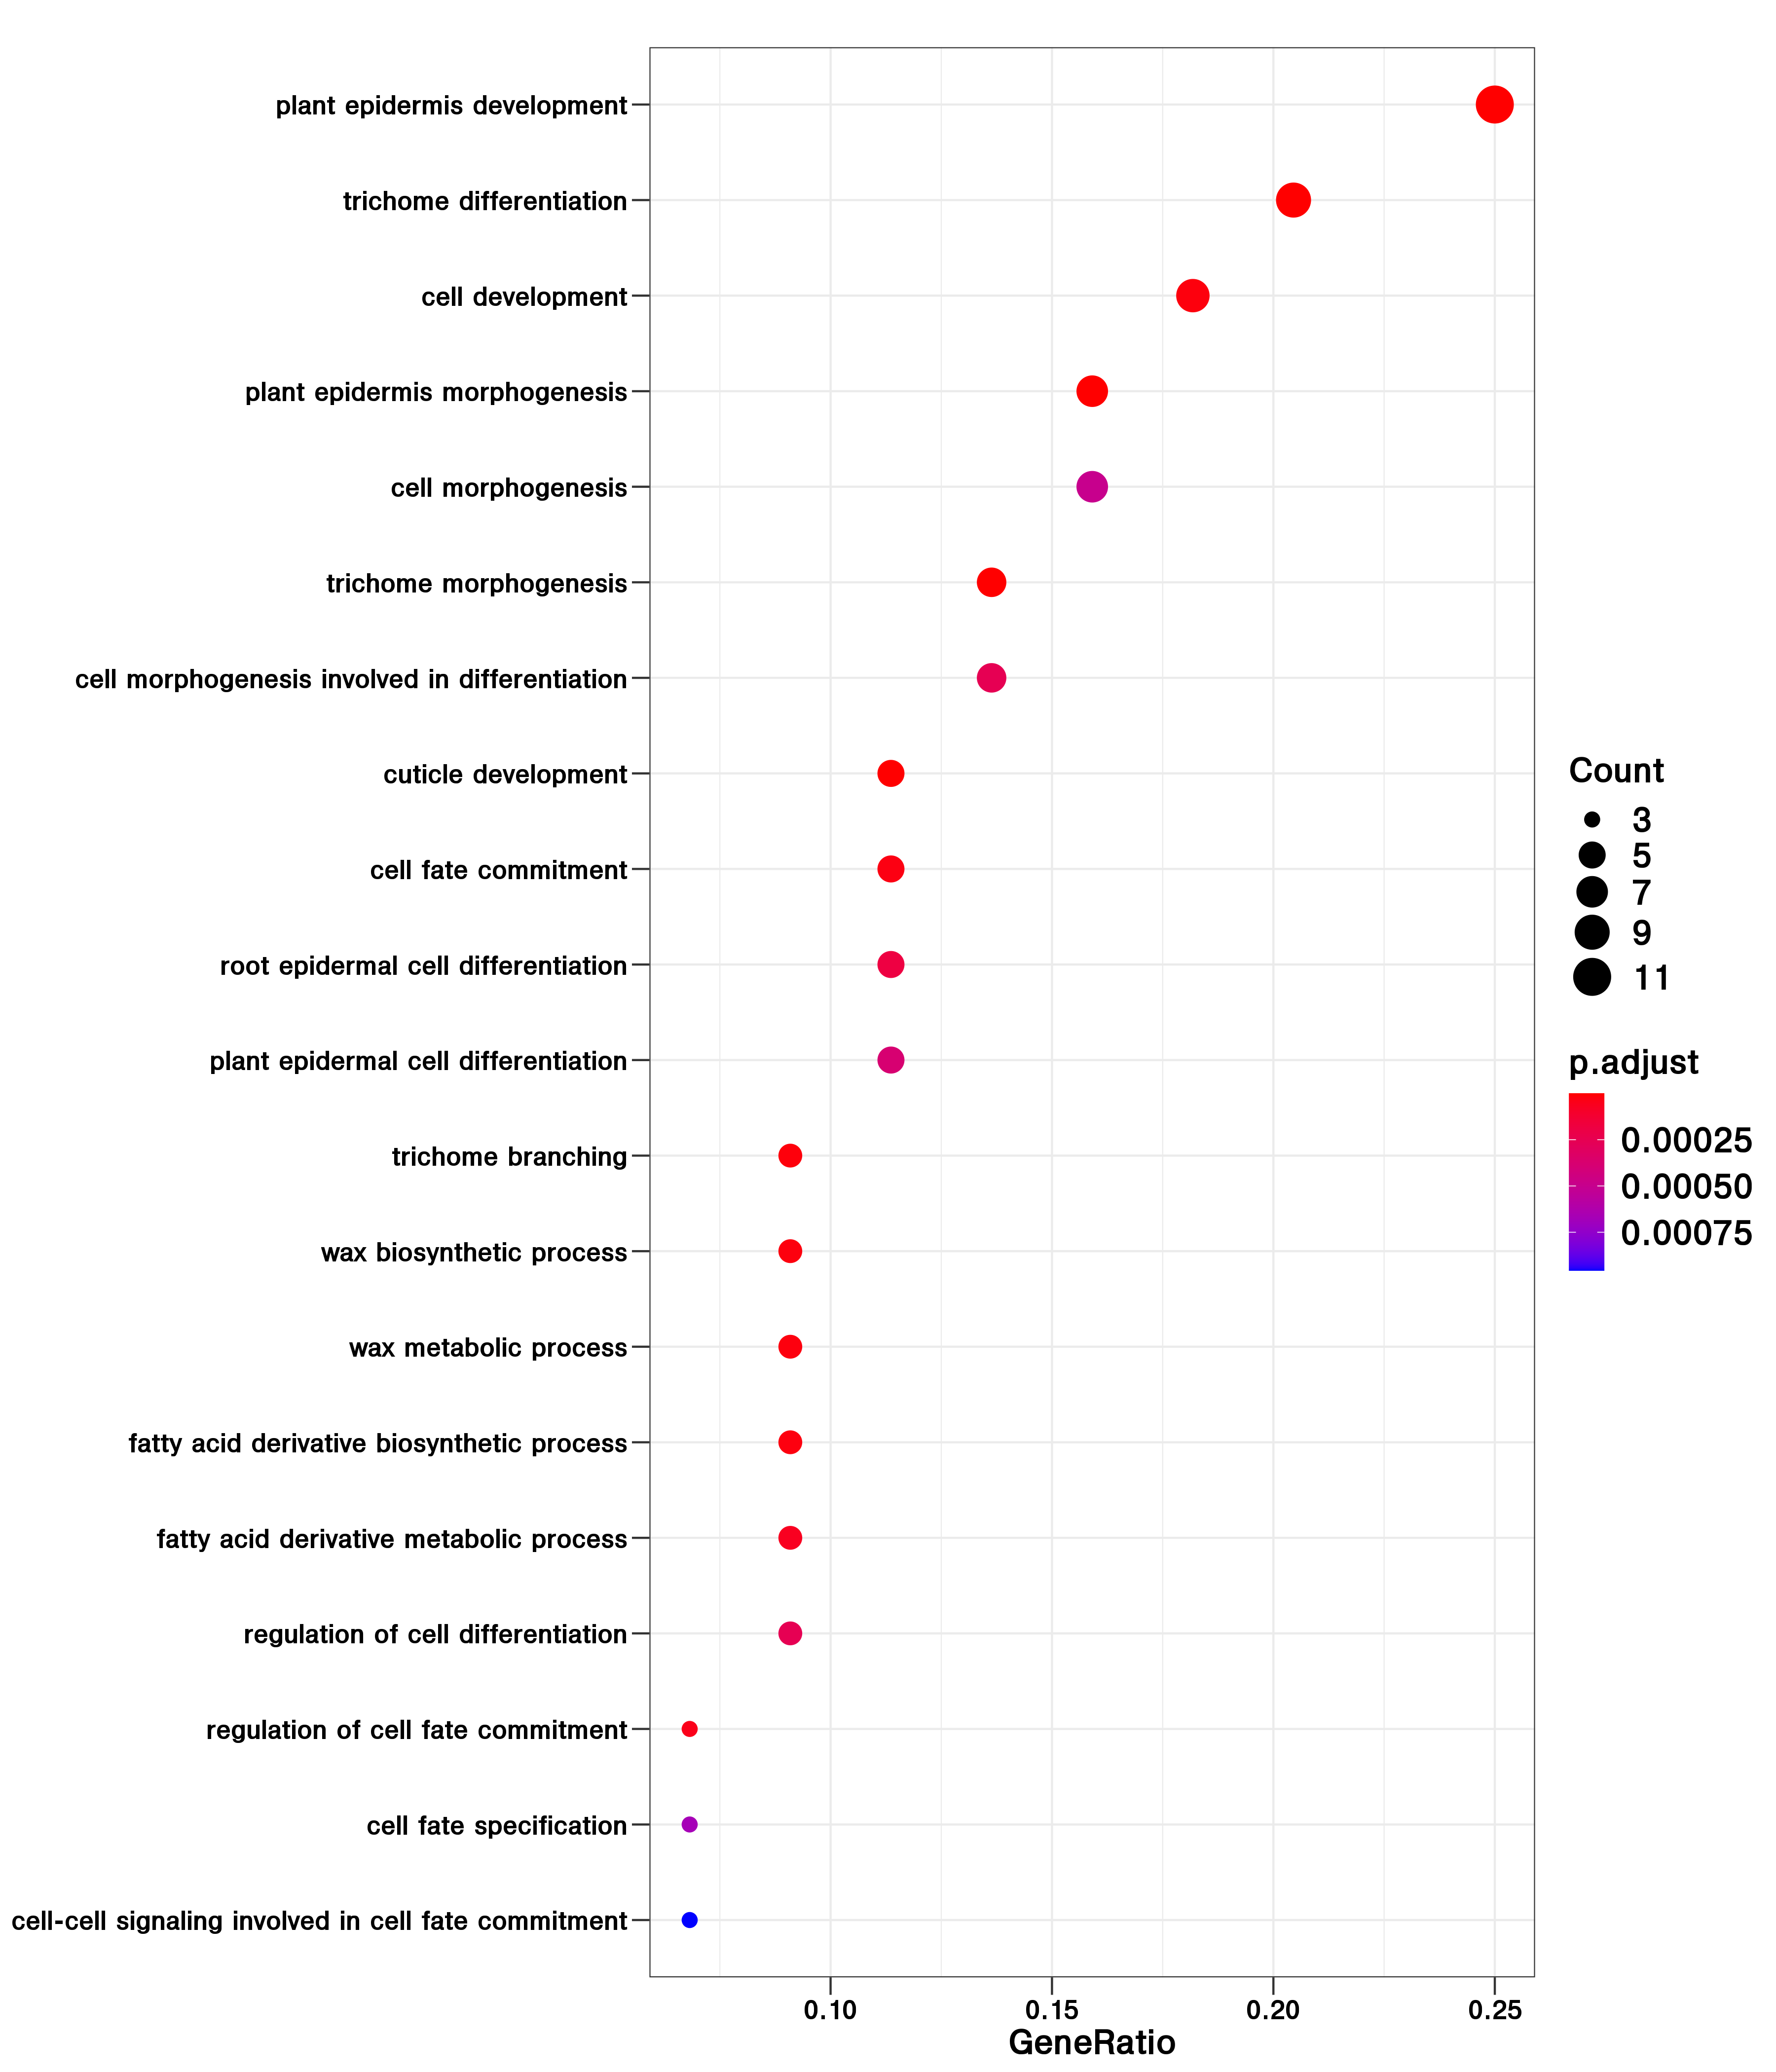 plant epidermis development
trichome differentiation
cell development
plant epidermis morphogenesis
cell morphogenesis
trichome morphogenesis
cell morphogenesis involved in differentiation
cuticle development
cell fate commitment
root epidermal cell differentiation
plant epidermal cell differentiation
trichome branching
wax biosynthetic process
wax metabolic process
fatty acid derivative biosynthetic process
fatty acid derivative metabolic process
regulation of cell differentiation
regulation of cell fate commitment
cell fate specification
cell-cell signaling involved in cell fate commitment
0.10 0.15 0.20 0.25
GeneRatio
Count
3
5
7
9
11
p.adjust
0.00025
0.00050
0.00075